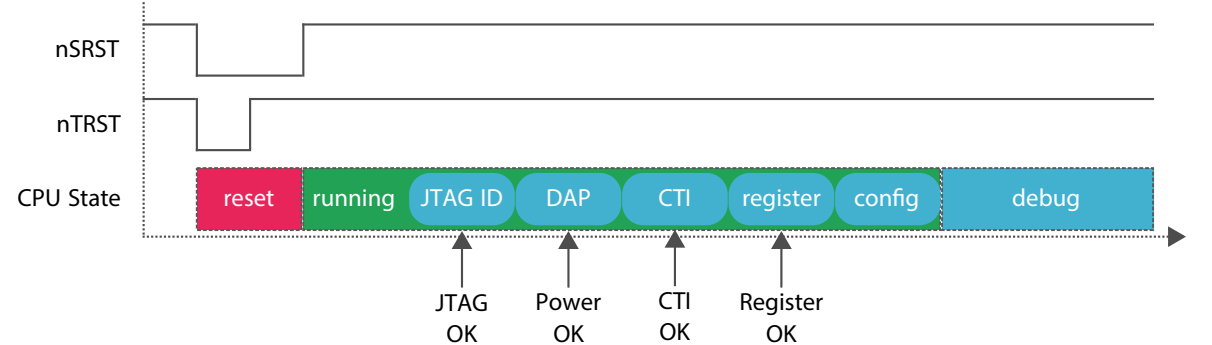 nSRST
nTRST
CPU State
reset running JTAG ID DAP CTI register config debug
JTAG OK
Power OK
CTI OK
Register OK